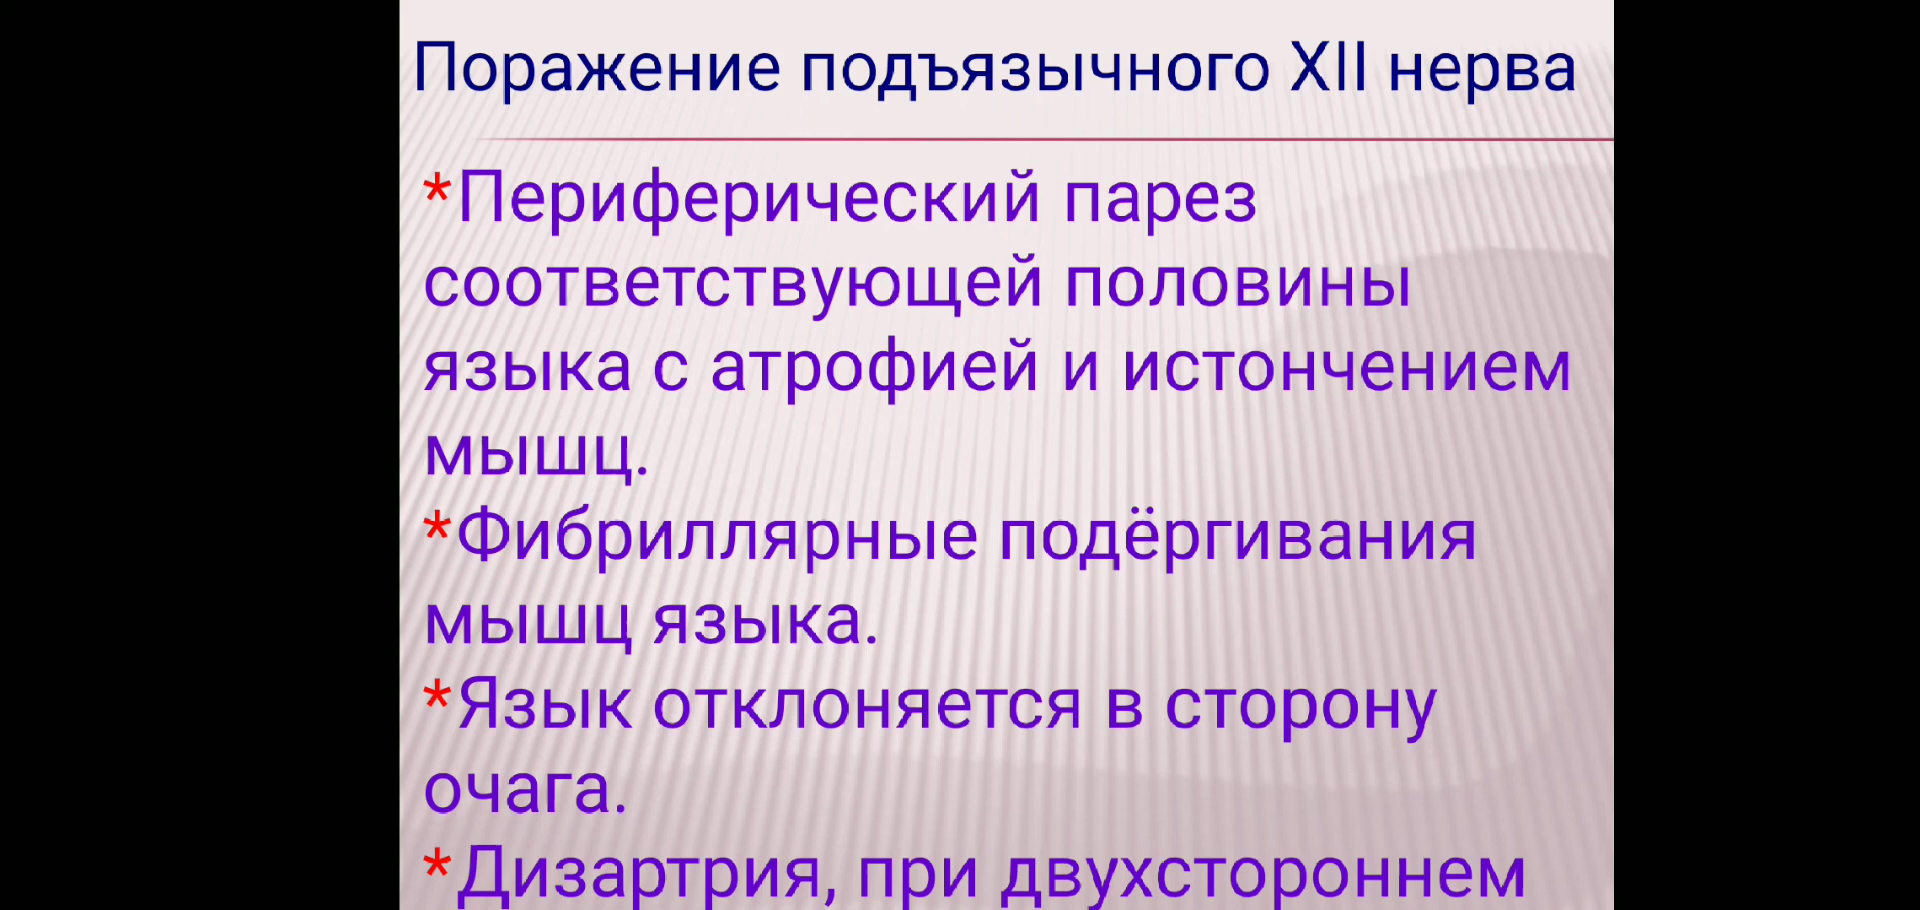 Поражение подъязычного XII нерва
*Периферический парез
соответствующей половины
языка с атрофией и истончением
мышц.
*Фибриллярные подёргивания
мышц языка.
*Язык отклоняется в сторону
очага.
*Дизартрия, при двухстороннем